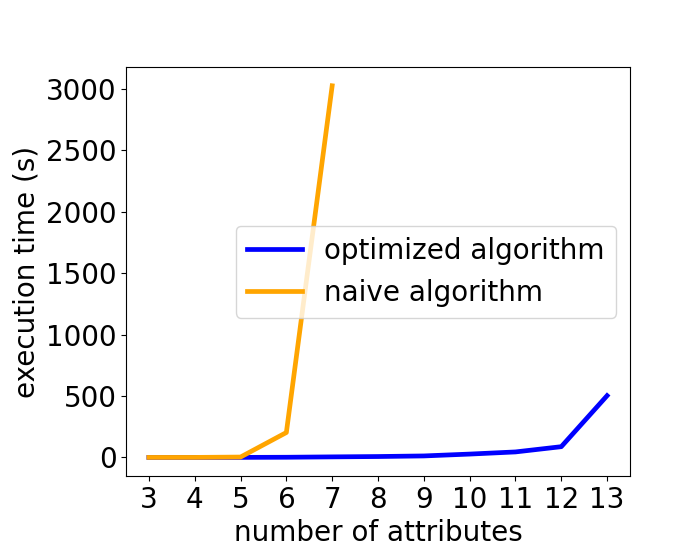 3000
2500
2000
1500
1000
500
0
execution time (s)
optimized algorithm
naive algorithm
3 4 5 6 7 8 9 10 11 12 13
number of attributes